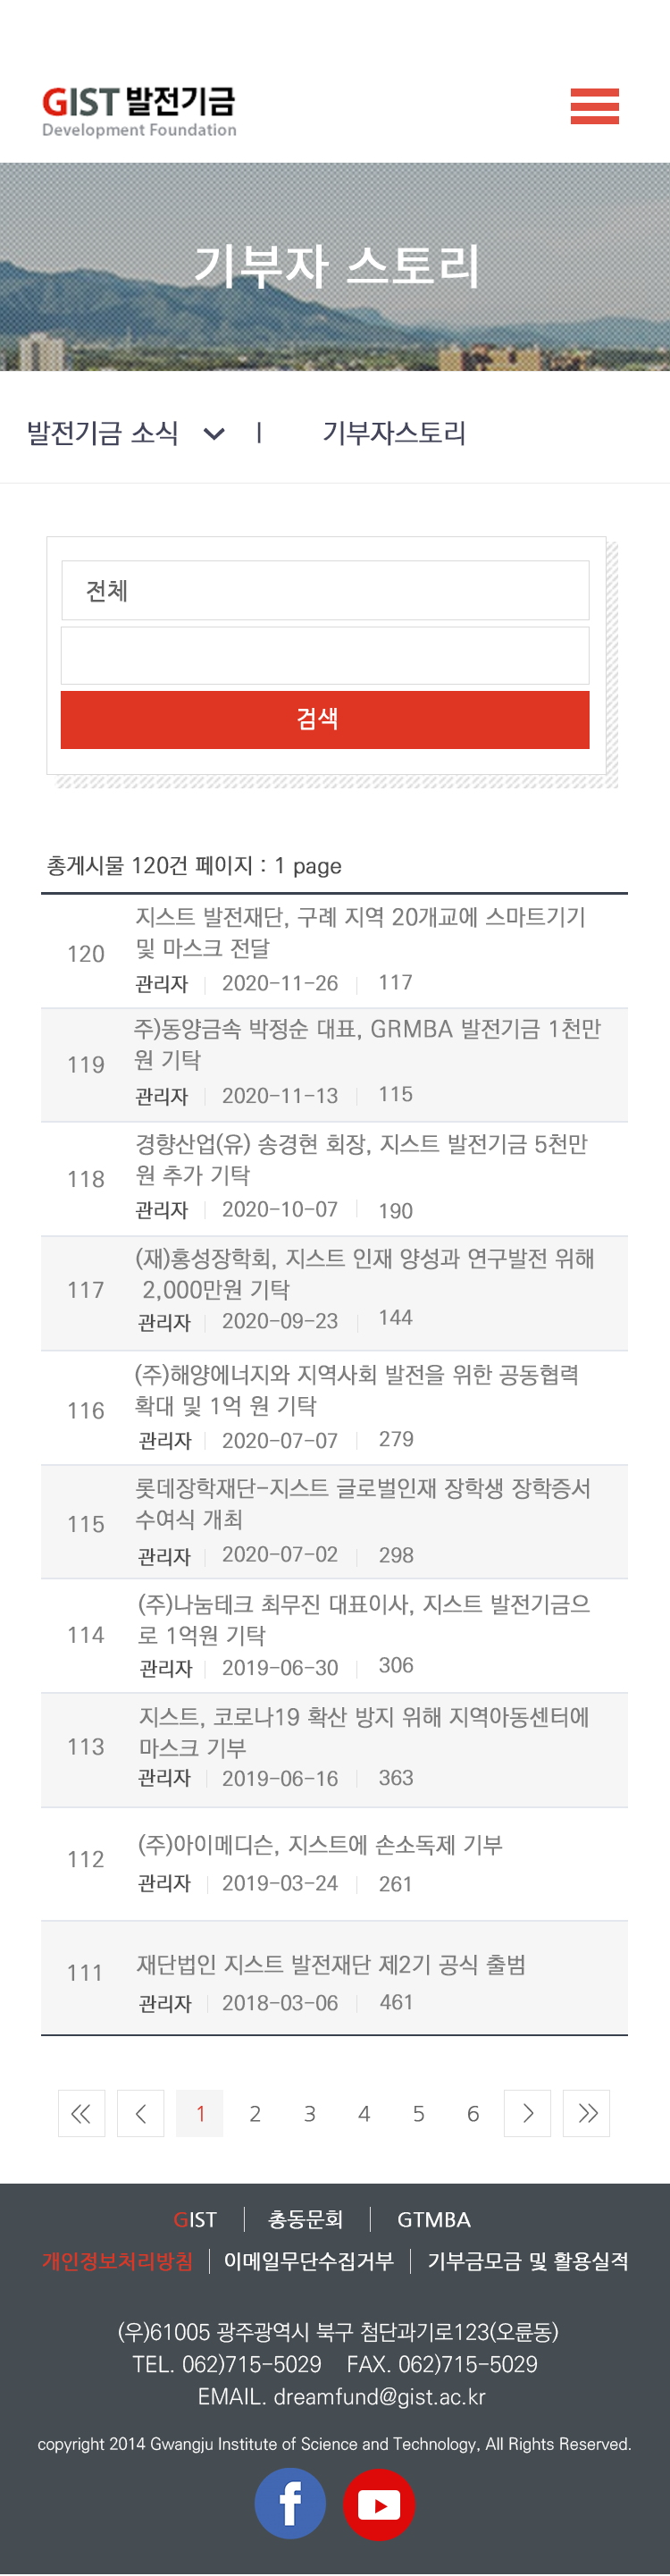 GIST 발전기금
Development Foundation
기부자 스토리
발전기금 소식
기부자스토리
전체
검색
총게시물 120건 페이지 : 1 page
120
지스트 발전재단, 구례 지역 20개교에 스마트기기
및 마스크 전달
관리자 2020-11-26 117
119
주)동양금속 박정순 대표, GRMBA 발전기금 1천만
원 기탁
관리자 2020-11-13 115
118
경향산업(유) 송경현 회장, 지스트 발전기금 5천만
원 추가 기탁
관리자 2020-10-07 190
117
(재)홍성장학회, 지스트 인재 양성과 연구발전 위해
2,000만원 기탁
관리자 2020-09-23 144
116
(주)해양에너지와 지역사회 발전을 위한 공동협력
확대 및 1억 원 기탁
관리자 2020-07-07 279
115
롯데장학재단-지스트 글로벌인재 장학생 장학증서
수여식 개최
관리자 2020-07-02 298
114
(주)나눔테크 최무진 대표이사, 지스트 발전기금으
로 1억원 기탁
관리자 2019-06-30 306
113
지스트, 코로나19 확산 방지 위해 지역아동센터에
마스크 기부
관리자 2019-06-16 363
112
(주)아이메디슨, 지스트에 손소독제 기부
관리자 2019-03-24 261
111
재단법인 지스트 발전재단 제2기 공식 출범
관리자 2018-03-06 461
1 2 3 4 5 6
GIST 총동문회 GTMBA
개인정보처리방침 이메일무단수집거부 기부금모금 및 활용실적
(우)61005 광주광역시 북구 첨단과기로123(오룡동)
TEL. 062)715-5029 FAX. 062)715-5029
EMAIL. dreamfund@gist.ac.kr
copyright 2014 Gwangju Institute of Science and Technology, All Rights Reserved.